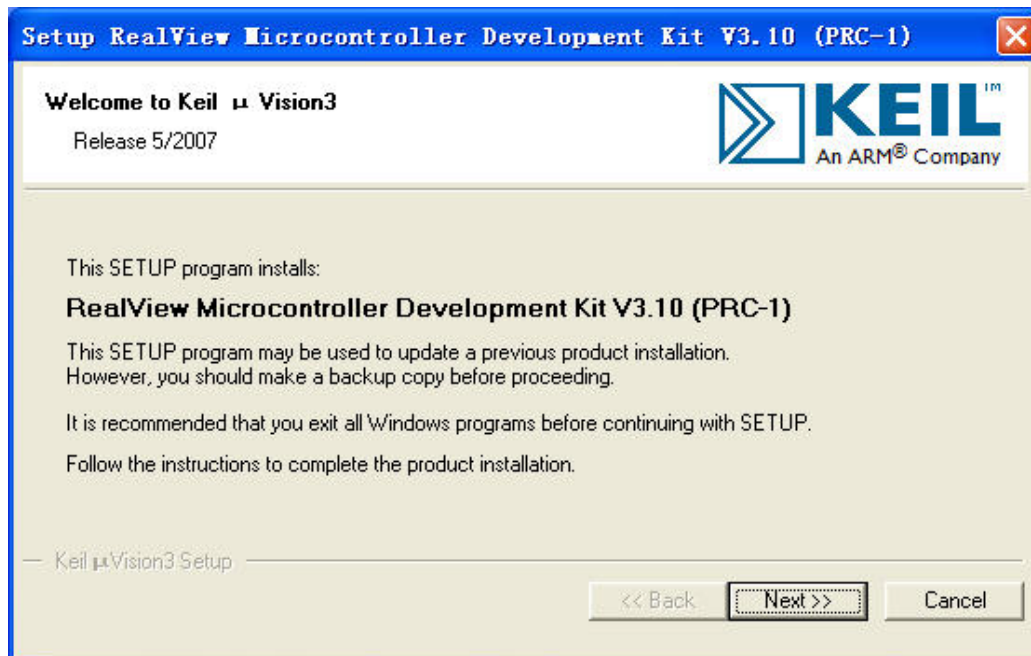 Setup RealView Microcontroller Development Kit V3.10 (PRC-1)
Welcome to Keil μ Vision3
Release 5/2007
KEIL™
An ARM® Company
This SETUP program installs:
RealView Microcontroller Development Kit V3.10 (PRC-1)
This SETUP program may be used to update a previous product installation.
However, you should make a backup copy before proceeding.
It is recommended that you exit all Windows programs before continuing with SETUP.
Follow the instructions to complete the product installation.
Keil μVision3 Setup
<< Back Next >> Cancel